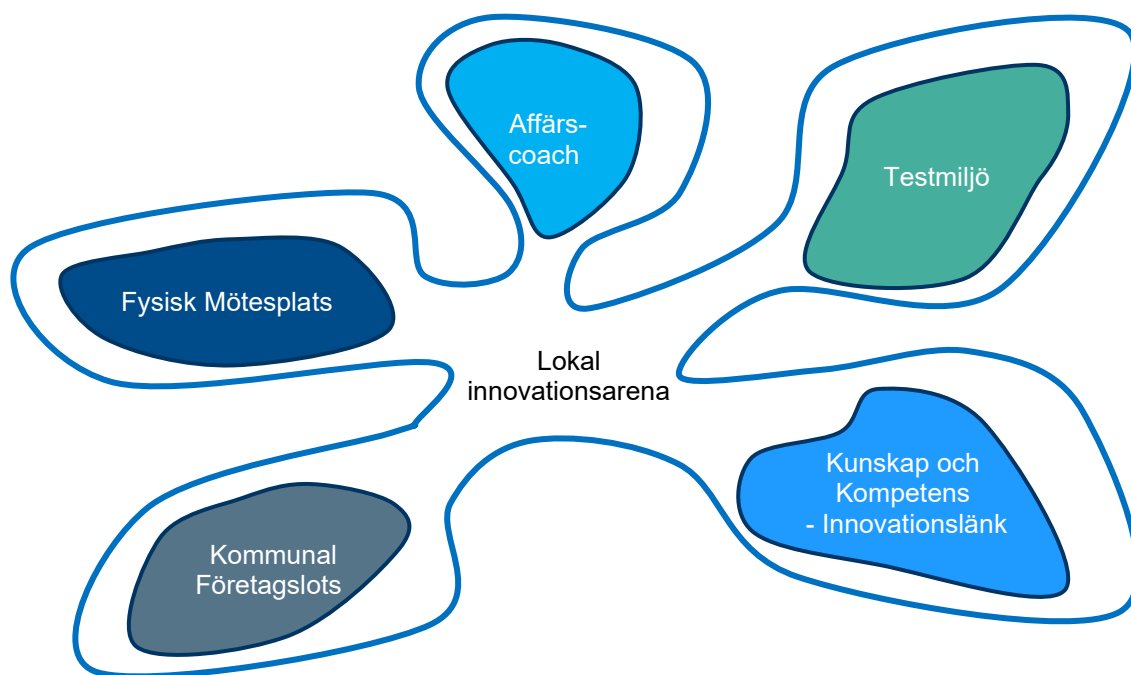 Affärs-
coach
Testmiljö
Fysisk Mötesplats
Lokal
innovationsarena
Kunskap och
Kompetens
- Innovationslänk
Kommunal
Företagslots